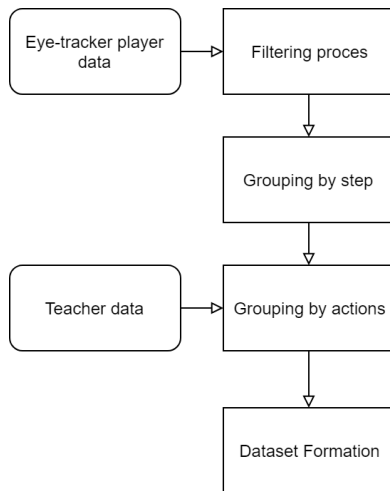 Eye-tracker player
data
Filtering proces
Grouping by step
Teacher data
Grouping by actions
Dataset Formation